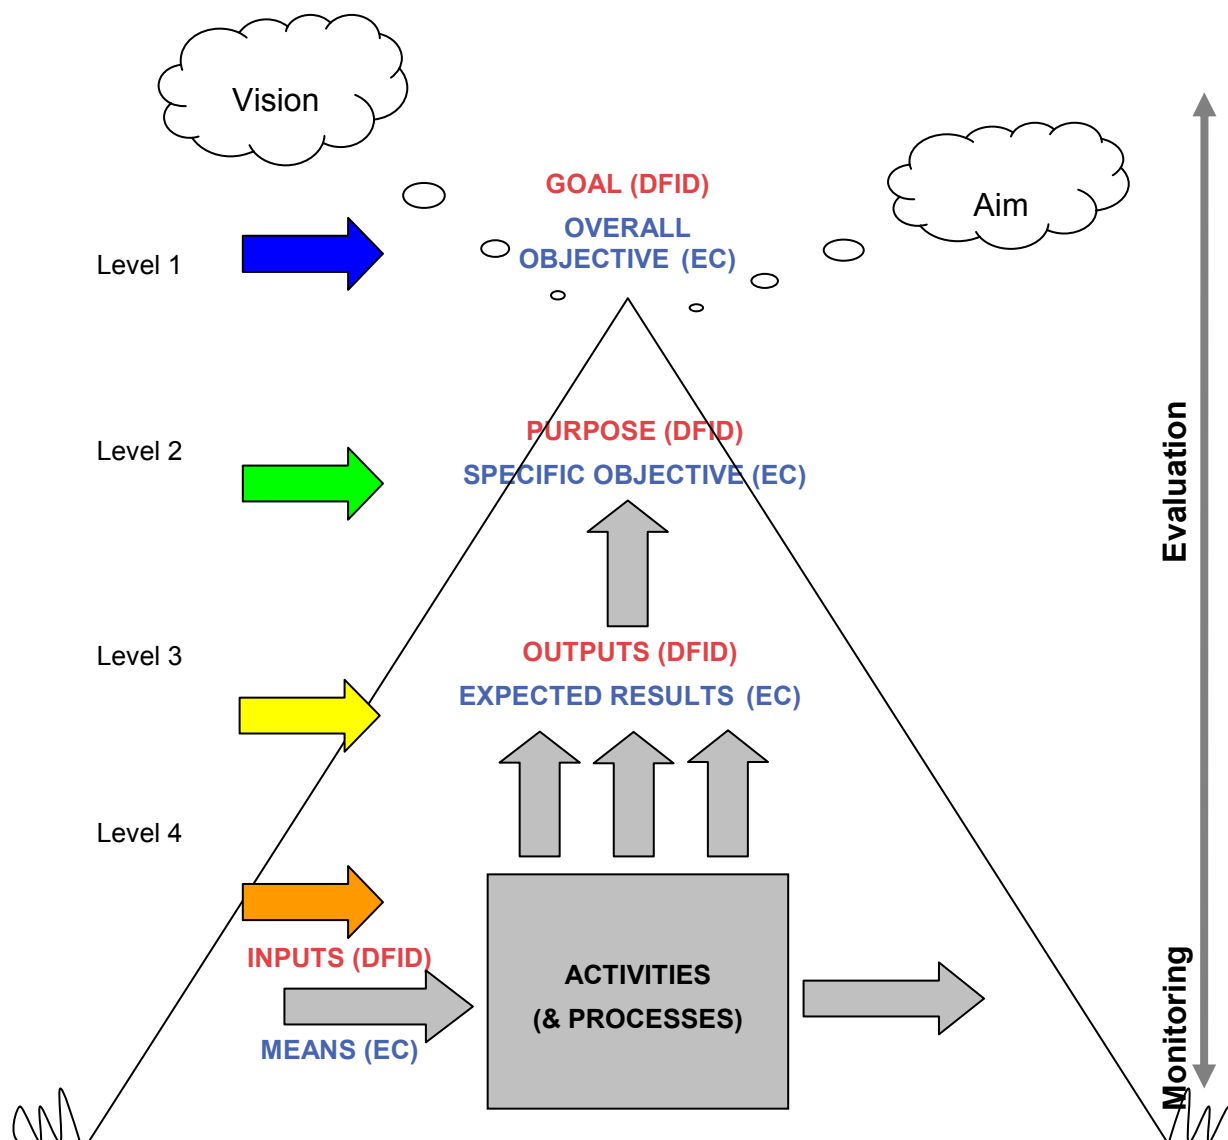 Vision
Aim
GOAL (DFID)
OVERALL
OBJECTIVE (EC)
Level 1
PURPOSE (DFID)
Level 2
SPECIFIC OBJECTIVE (EC)
Evaluation
OUTPUTS (DFID)
Level 3
EXPECTED RESULTS (EC)
Level 4
INPUTS (DFID)
MEANS (EC)
ACTIVITIES
(& PROCESSES)
Monitoring